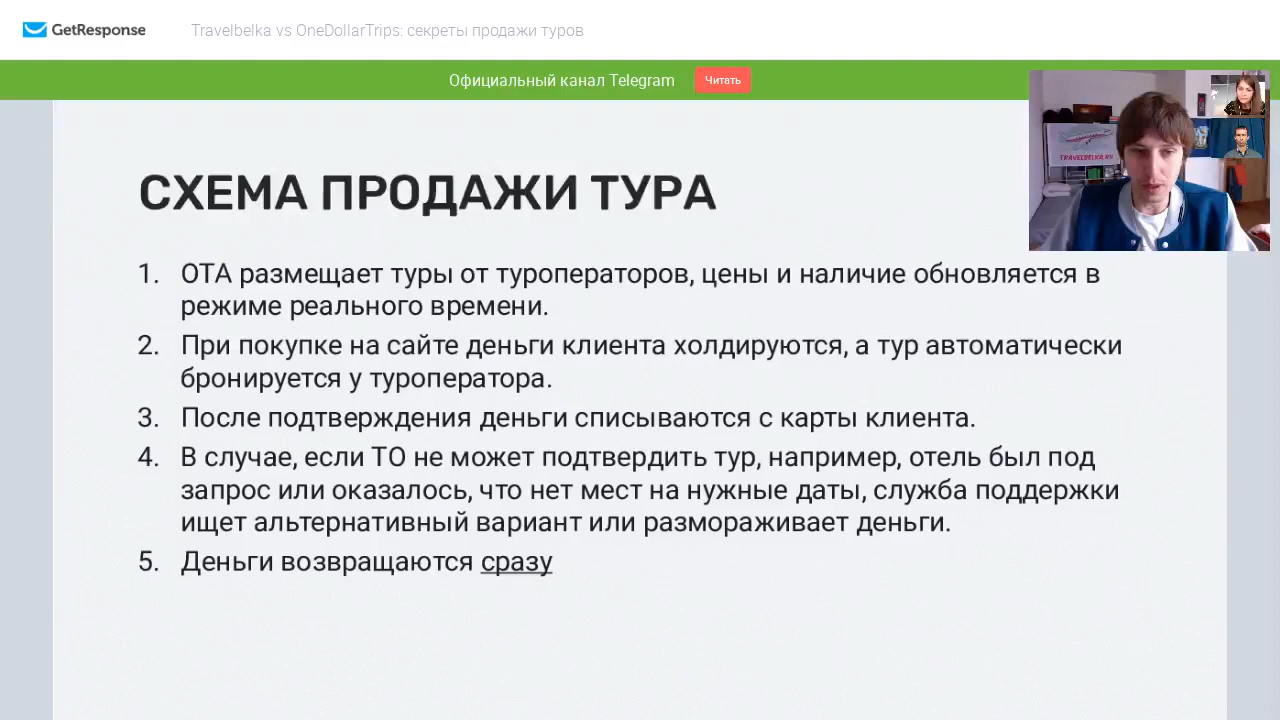 GetResponse
Travelbelka vs OneDollarTrips: секреты продажи туров
Официальный канал Telegram
Читать
TRAVELBELKA.RU
СХЕМА ПРОДАЖИ ТУРА
1. ОТА размещает туры от туроператоров, цены и наличие обновляется в
режиме реального времени.
2. При покупке на сайте деньги клиента холдируются, а тур автоматически
бронируется у туроператора.
3. После подтверждения деньги списываются с карты клиента.
4. В случае, если ТО не может подтвердить тур, например, отель был под
запрос или оказалось, что нет мест на нужные даты, служба поддержки
ищет альтернативный вариант или размораживает деньги.
5. Деньги возвращаются сразу